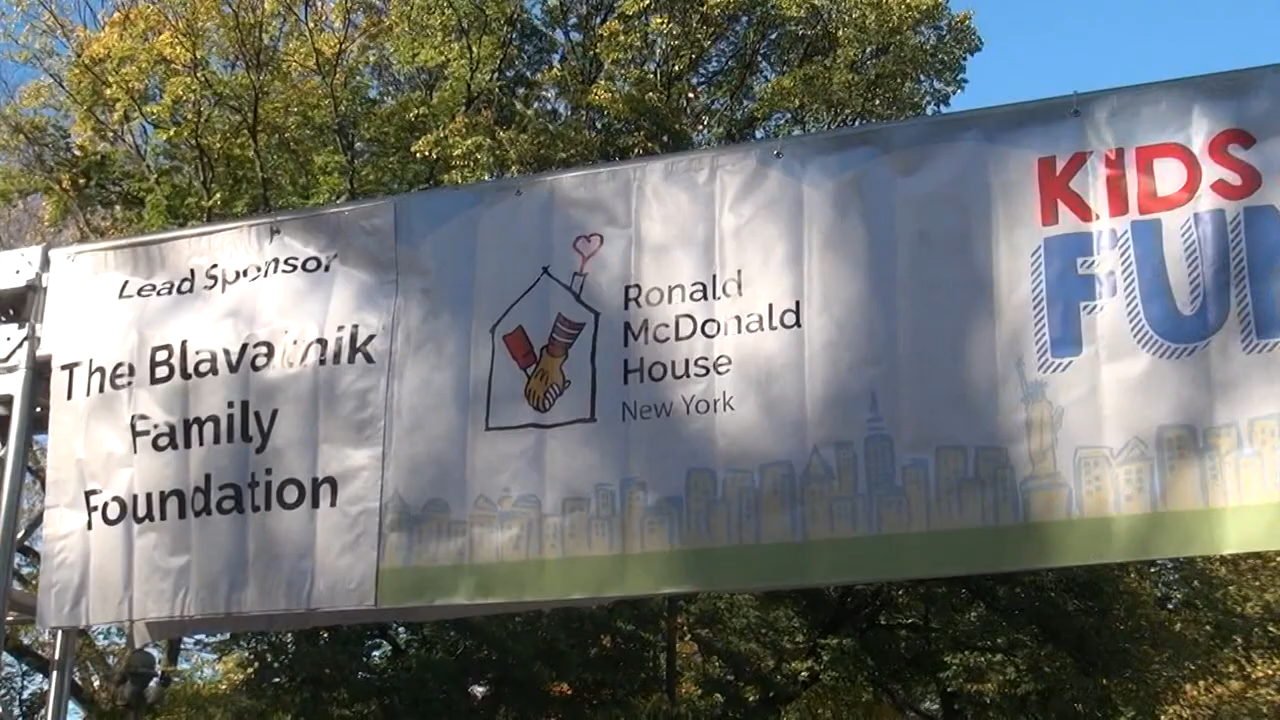 Lead Sponsor
The Blavatnik
Family
Foundation
Ronald
McDonald
House
New York
KIDS